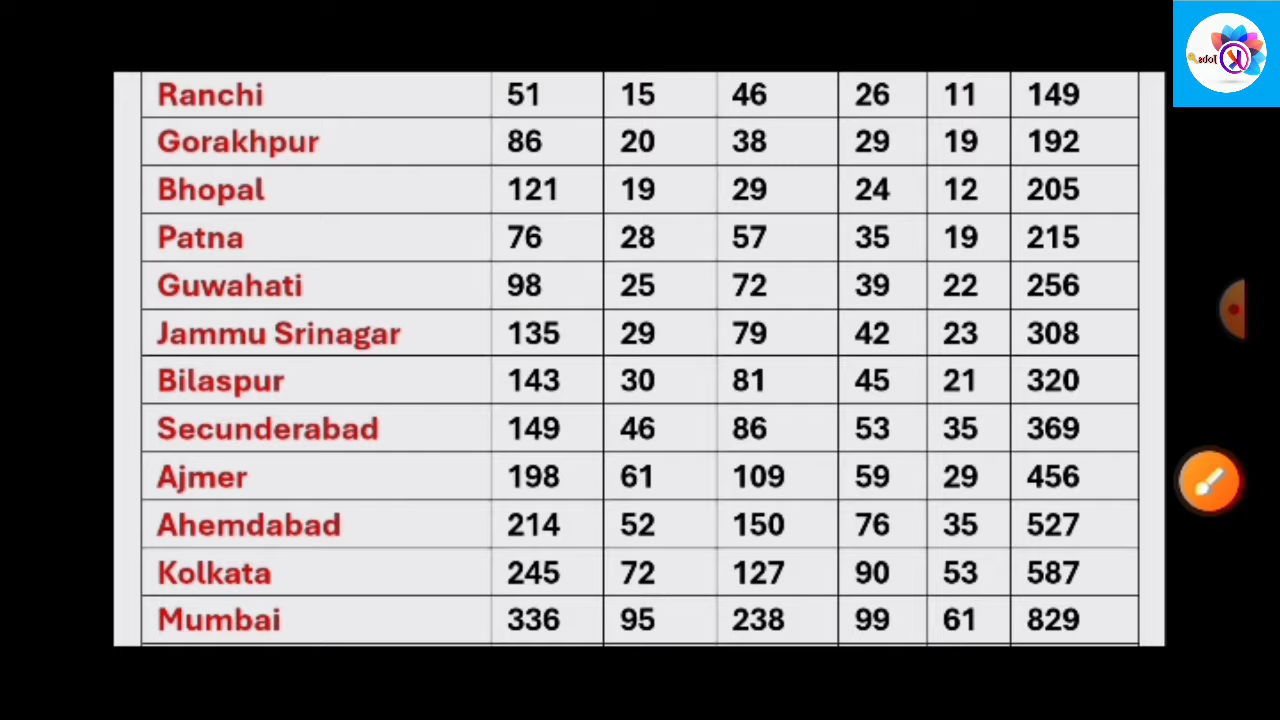 Ranchi 51 15 46 26 11 149
Gorakhpur 86 20 38 29 19 192
Bhopal 121 19 29 24 12 205
Patna 76 28 57 35 19 215
Guwahati 98 25 72 39 22 256
Jammu Srinagar 135 29 79 42 23 308
Bilaspur 143 30 81 45 21 320
Secunderabad 149 46 86 53 35 369
Ajmer 198 61 109 59 29 456
Ahemdabad 214 52 150 76 35 527
Kolkata 245 72 127 90 53 587
Mumbai 336 95 238 99 61 829